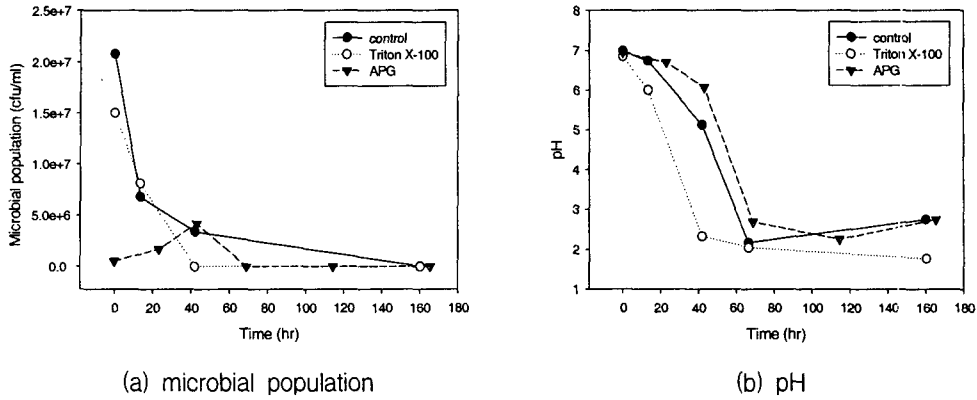 2.5e+7
2.0e+7
1.5e+7
1.0e+7
5.0e+6
0.0
Microbial population (cfu/ml)
control
Triton X-100
APG
0 20 40 60 80 100 120 140 160 180
Time (hr)
(a) microbial population
8
7
6
5
4
3
2
1
pH
control
Triton X-100
APG
0 20 40 60 80 100 120 140 160 180
Time (hr)
(b) pH